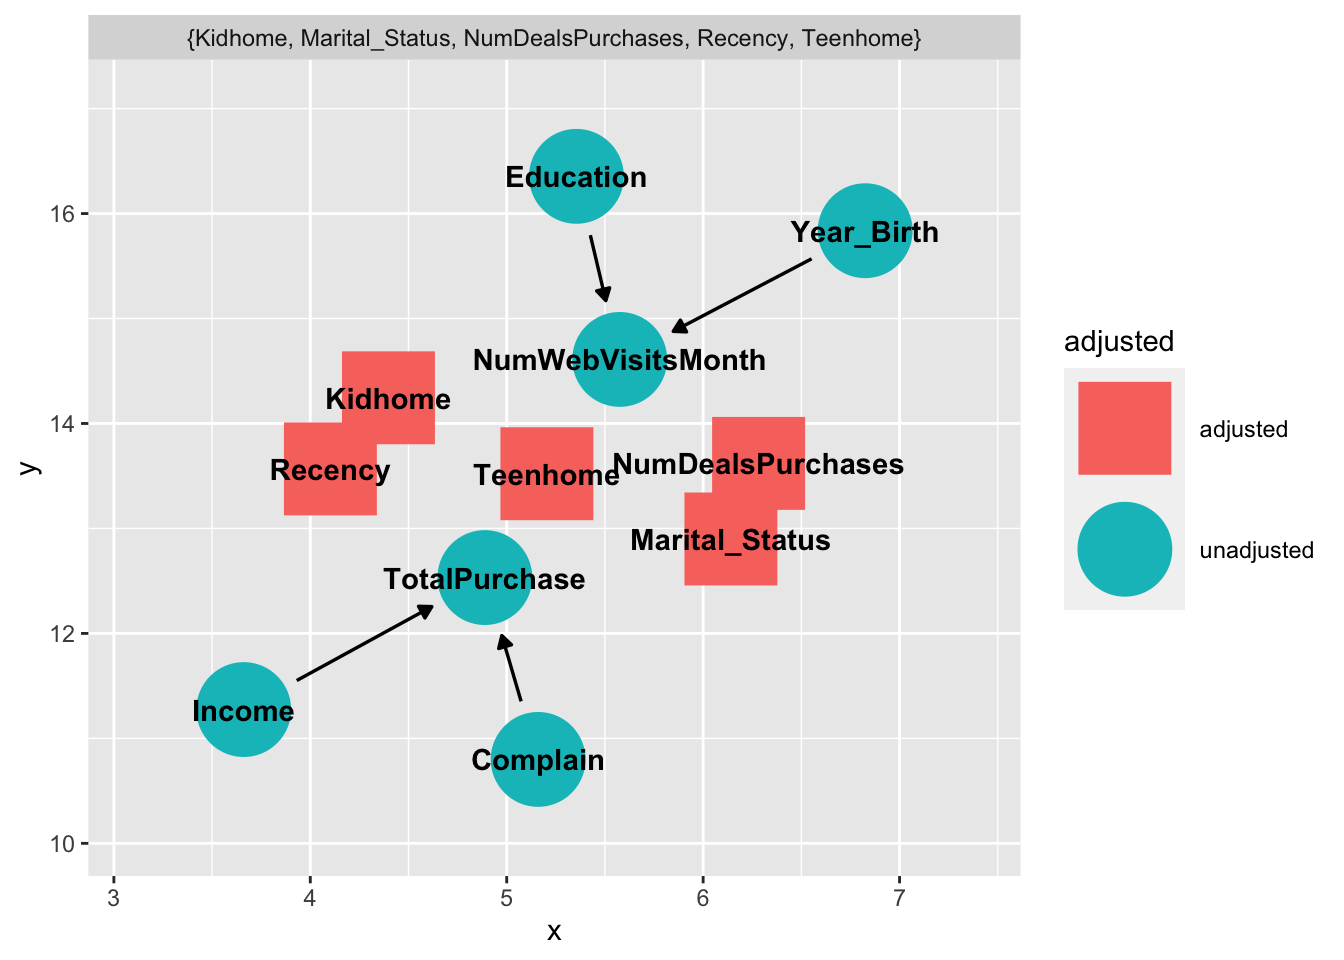 {Kidhome, Marital_Status, NumDealsPurchases, Recency, Teenhome}
Education
Year_Birth
NumWebVisitsMonth
Kidhome
Recency
Teenhome
NumDealsPurchases
Marital_Status
TotalPurchase
Income
Complain
16
14
12
10
y
3 4 5 6 7
x
adjusted
adjusted
unadjusted